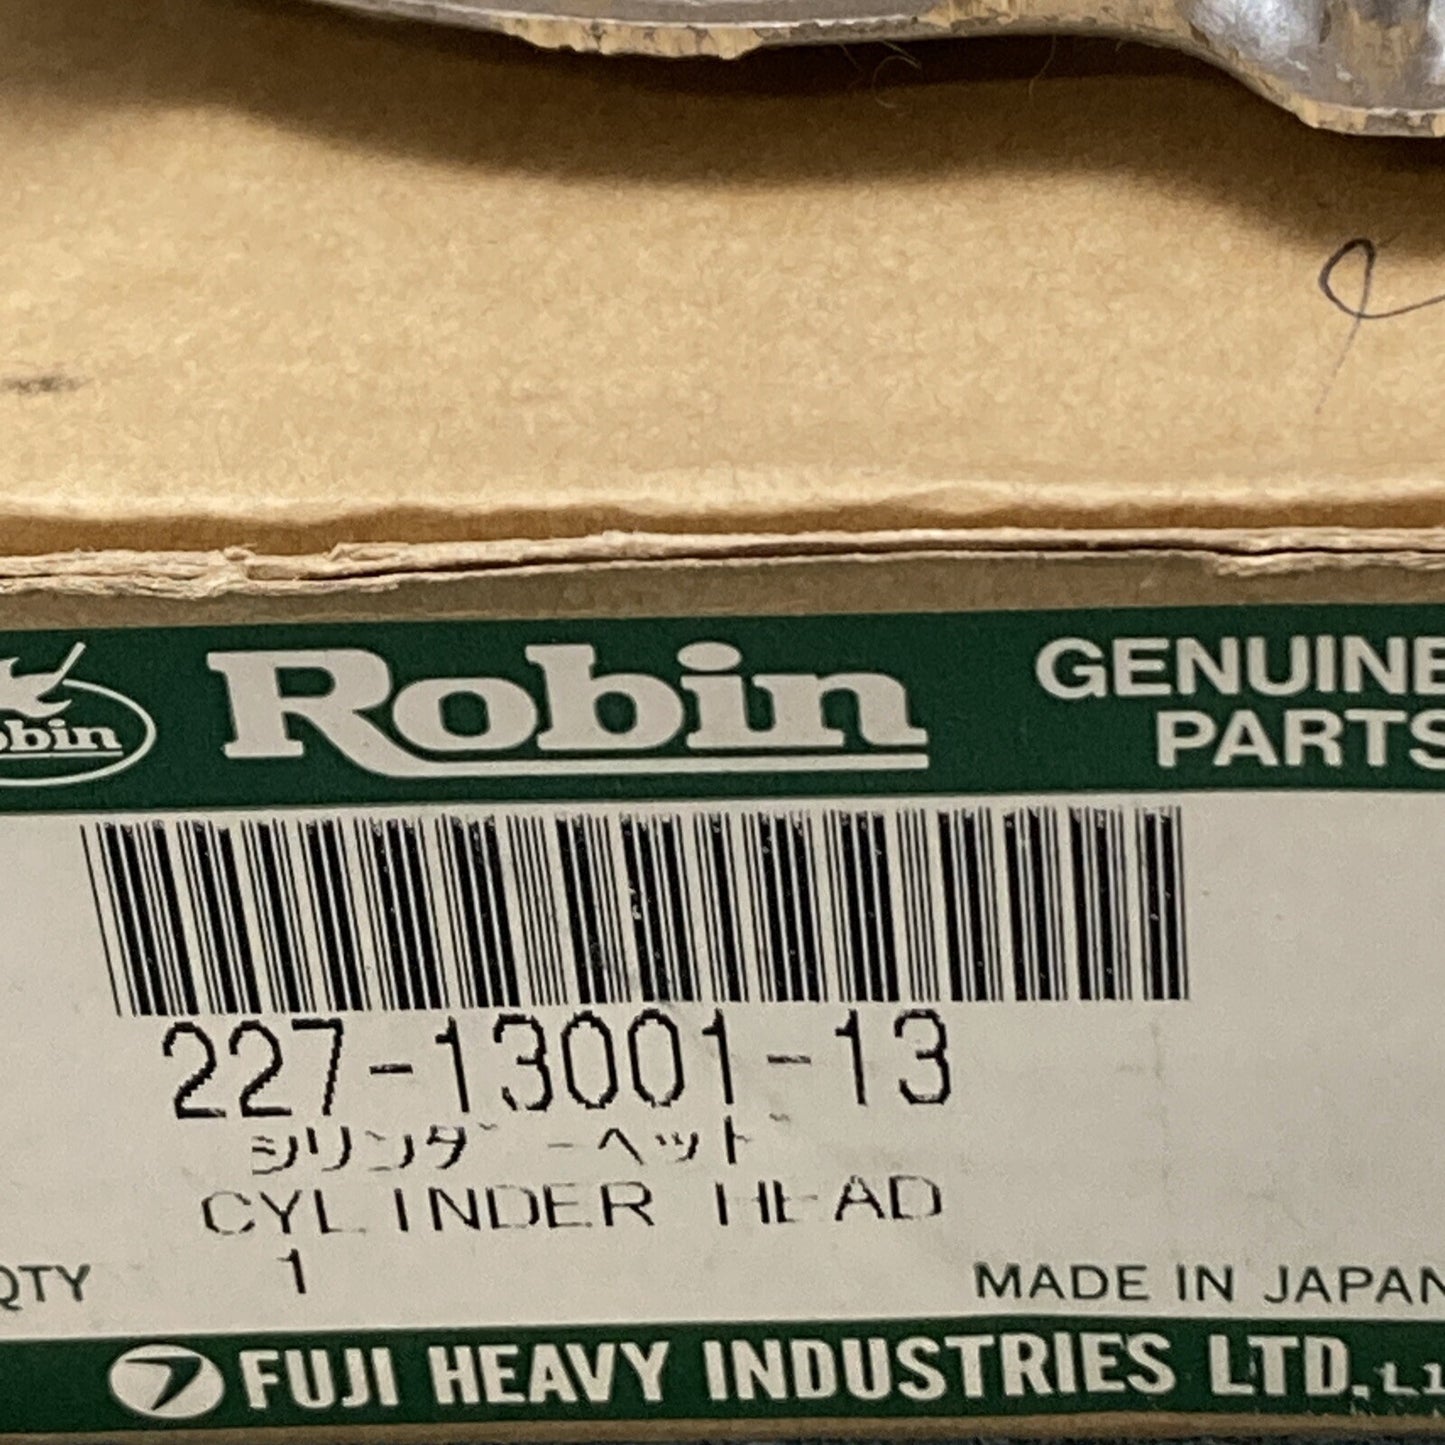 Robin
GENUINE
PARTS
227-13001-13
シリンダーヘッド
CYLINDER HEAD
QTY 1
MADE IN JAPAN
FUJI HEAVY INDUSTRIES LTD.